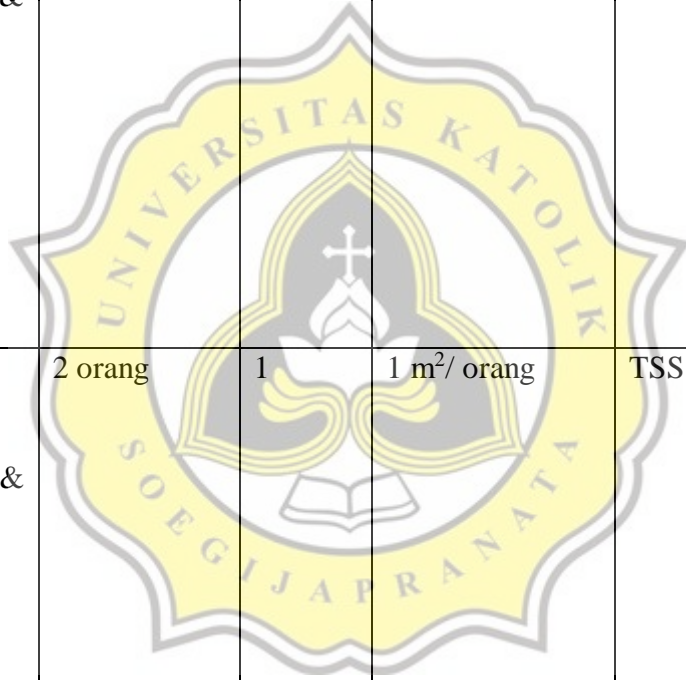 &
UNIVERSITAS KATOLIK
2 orang 1 1 m²/ orang TSS
&
SOEGIJAPRANATA